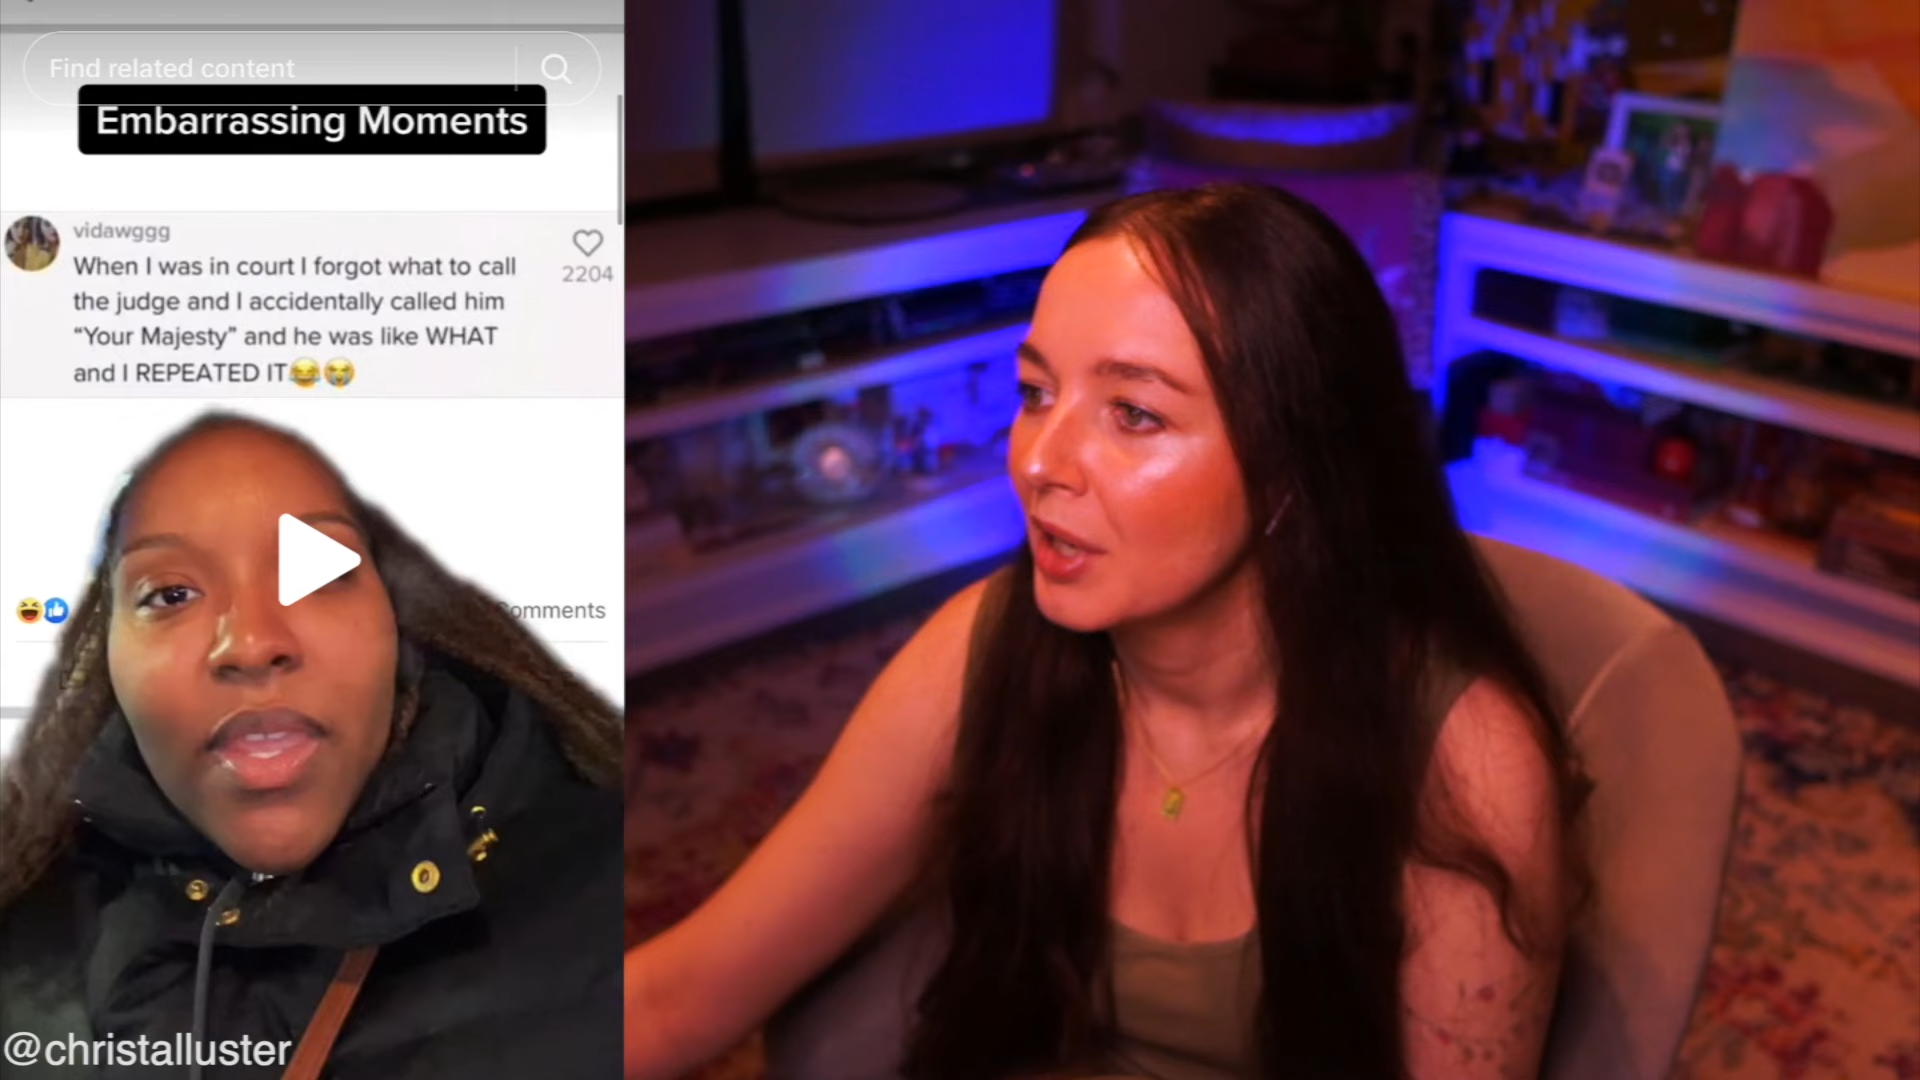 Find related content
Embarrassing Moments
vidawggg
When I was in court I forgot what to call
the judge and I accidentally called him
“Your Majesty” and he was like WHAT
and I REPEATED IT😂😭
2204
Comments
@christalluster